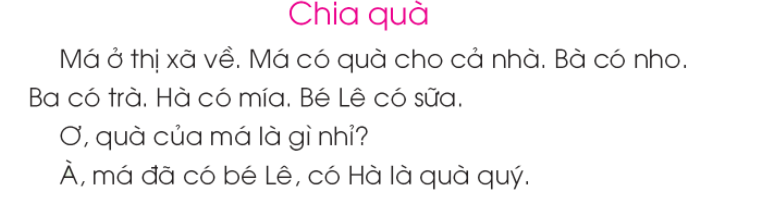 Chia quà
Má ở thị xã về. Má có quà cho cả nhà. Bà có nho.
Ba có trà. Hà có mía. Bé Lê có sữa.
Ơ, quà của má là gì nhỉ?
À, má đã có bé Lê, có Hà là quà quý.